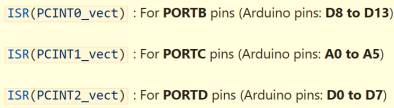 ISR(PCINT0_vect) : For PORTB pins (Arduino pins: D8 to D13)
ISR(PCINT1_vect) : For PORTC pins (Arduino pins: A0 to A5)
ISR(PCINT2_vect) : For PORTD pins (Arduino pins: D0 to D7)